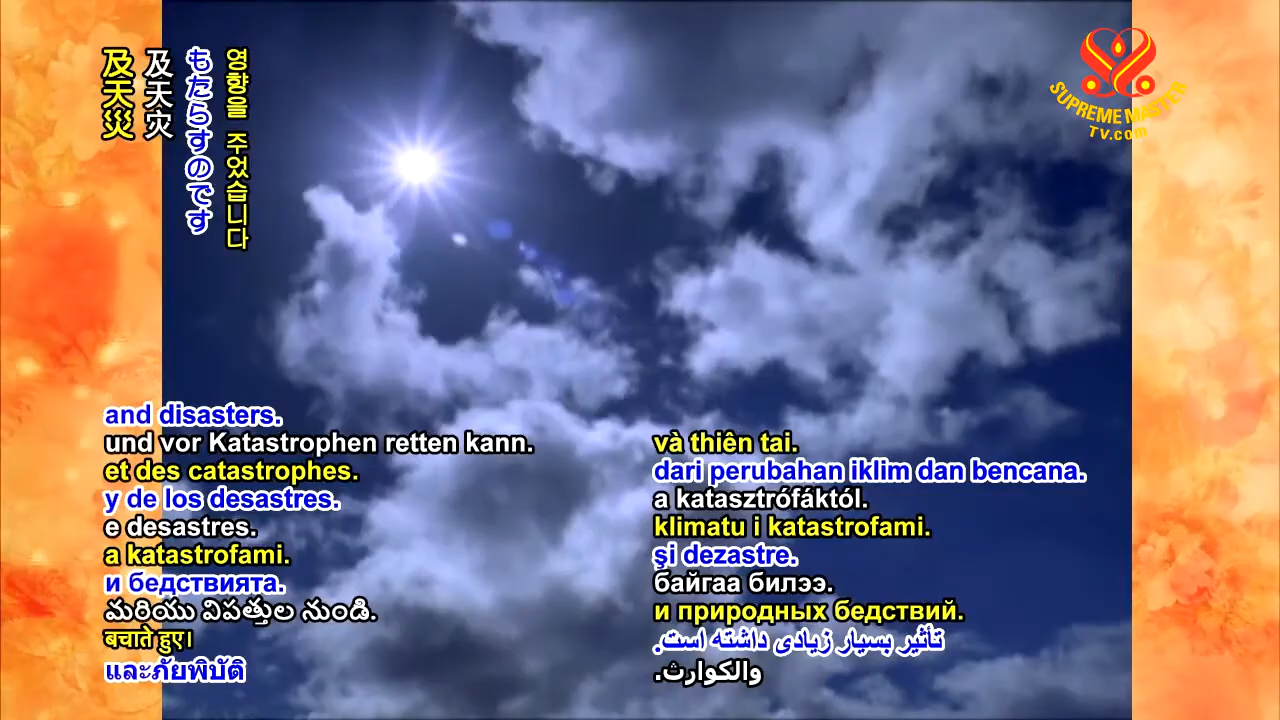 及天災
及天灾
もたらすのです
영향을 주었습니다
SUPREME MASTER
TV.com
and disasters.
und vor Katastrophen retten kann.
et des catastrophes.
y de los desastres.
e desastres.
a katastrofami.
и бедствията.
మరియు విపత్తుల నుండి.
बचाते हुए।
และภัยพิบัติ
và thiên tai.
dari perubahan iklim dan bencana.
a katasztrófáktól.
klimatu i katastrofami.
şi dezastre.
байгаа билээ.
и природных бедствий.
تأثیر بسیار زیادی داشته است.
والكوارث.